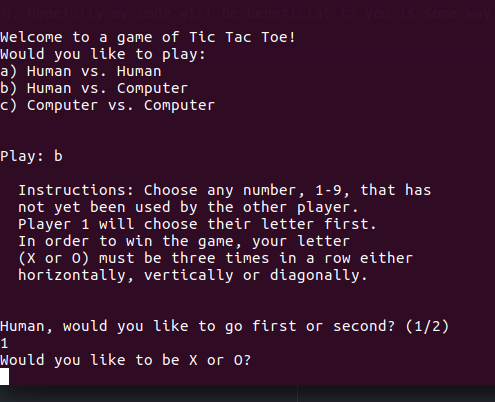 Welcome to a game of Tic Tac Toe!
Would you like to play:
a) Human vs. Human
b) Human vs. Computer
c) Computer vs. Computer
Play: b
Instructions: Choose any number, 1-9, that has
not yet been used by the other player.
Player 1 will choose their letter first.
In order to win the game, your letter
(X or O) must be three times in a row either
horizontally, vertically or diagonally.
Human, would you like to go first or second? (1/2)
1
Would you like to be X or O?